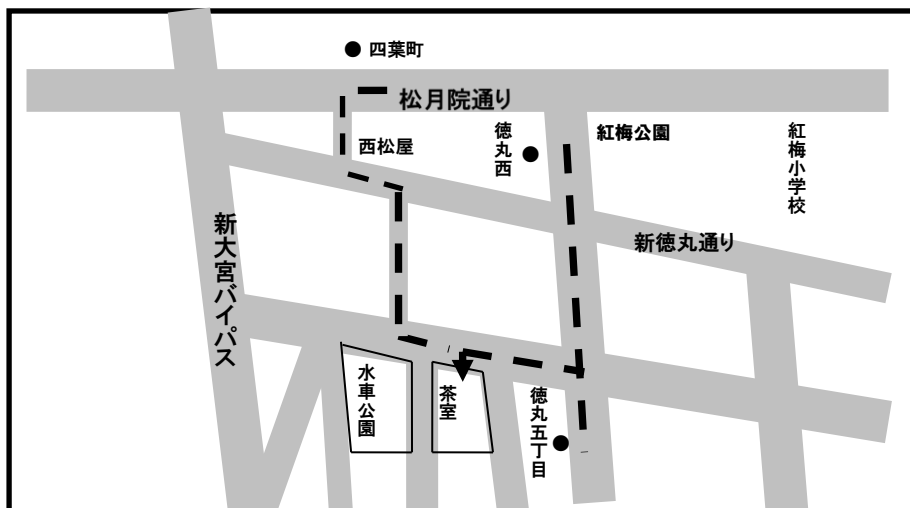 四葉町
松月院通り
西松屋
徳丸西
紅梅公園
紅梅小学校
新大宮バイパス
新徳丸通り
水車公園
茶室
徳丸五丁目